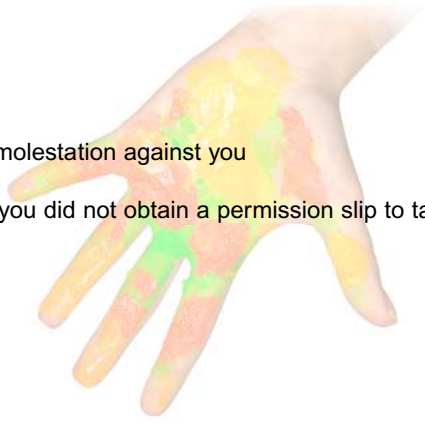 molestation against you
you did not obtain a permission slip to ta